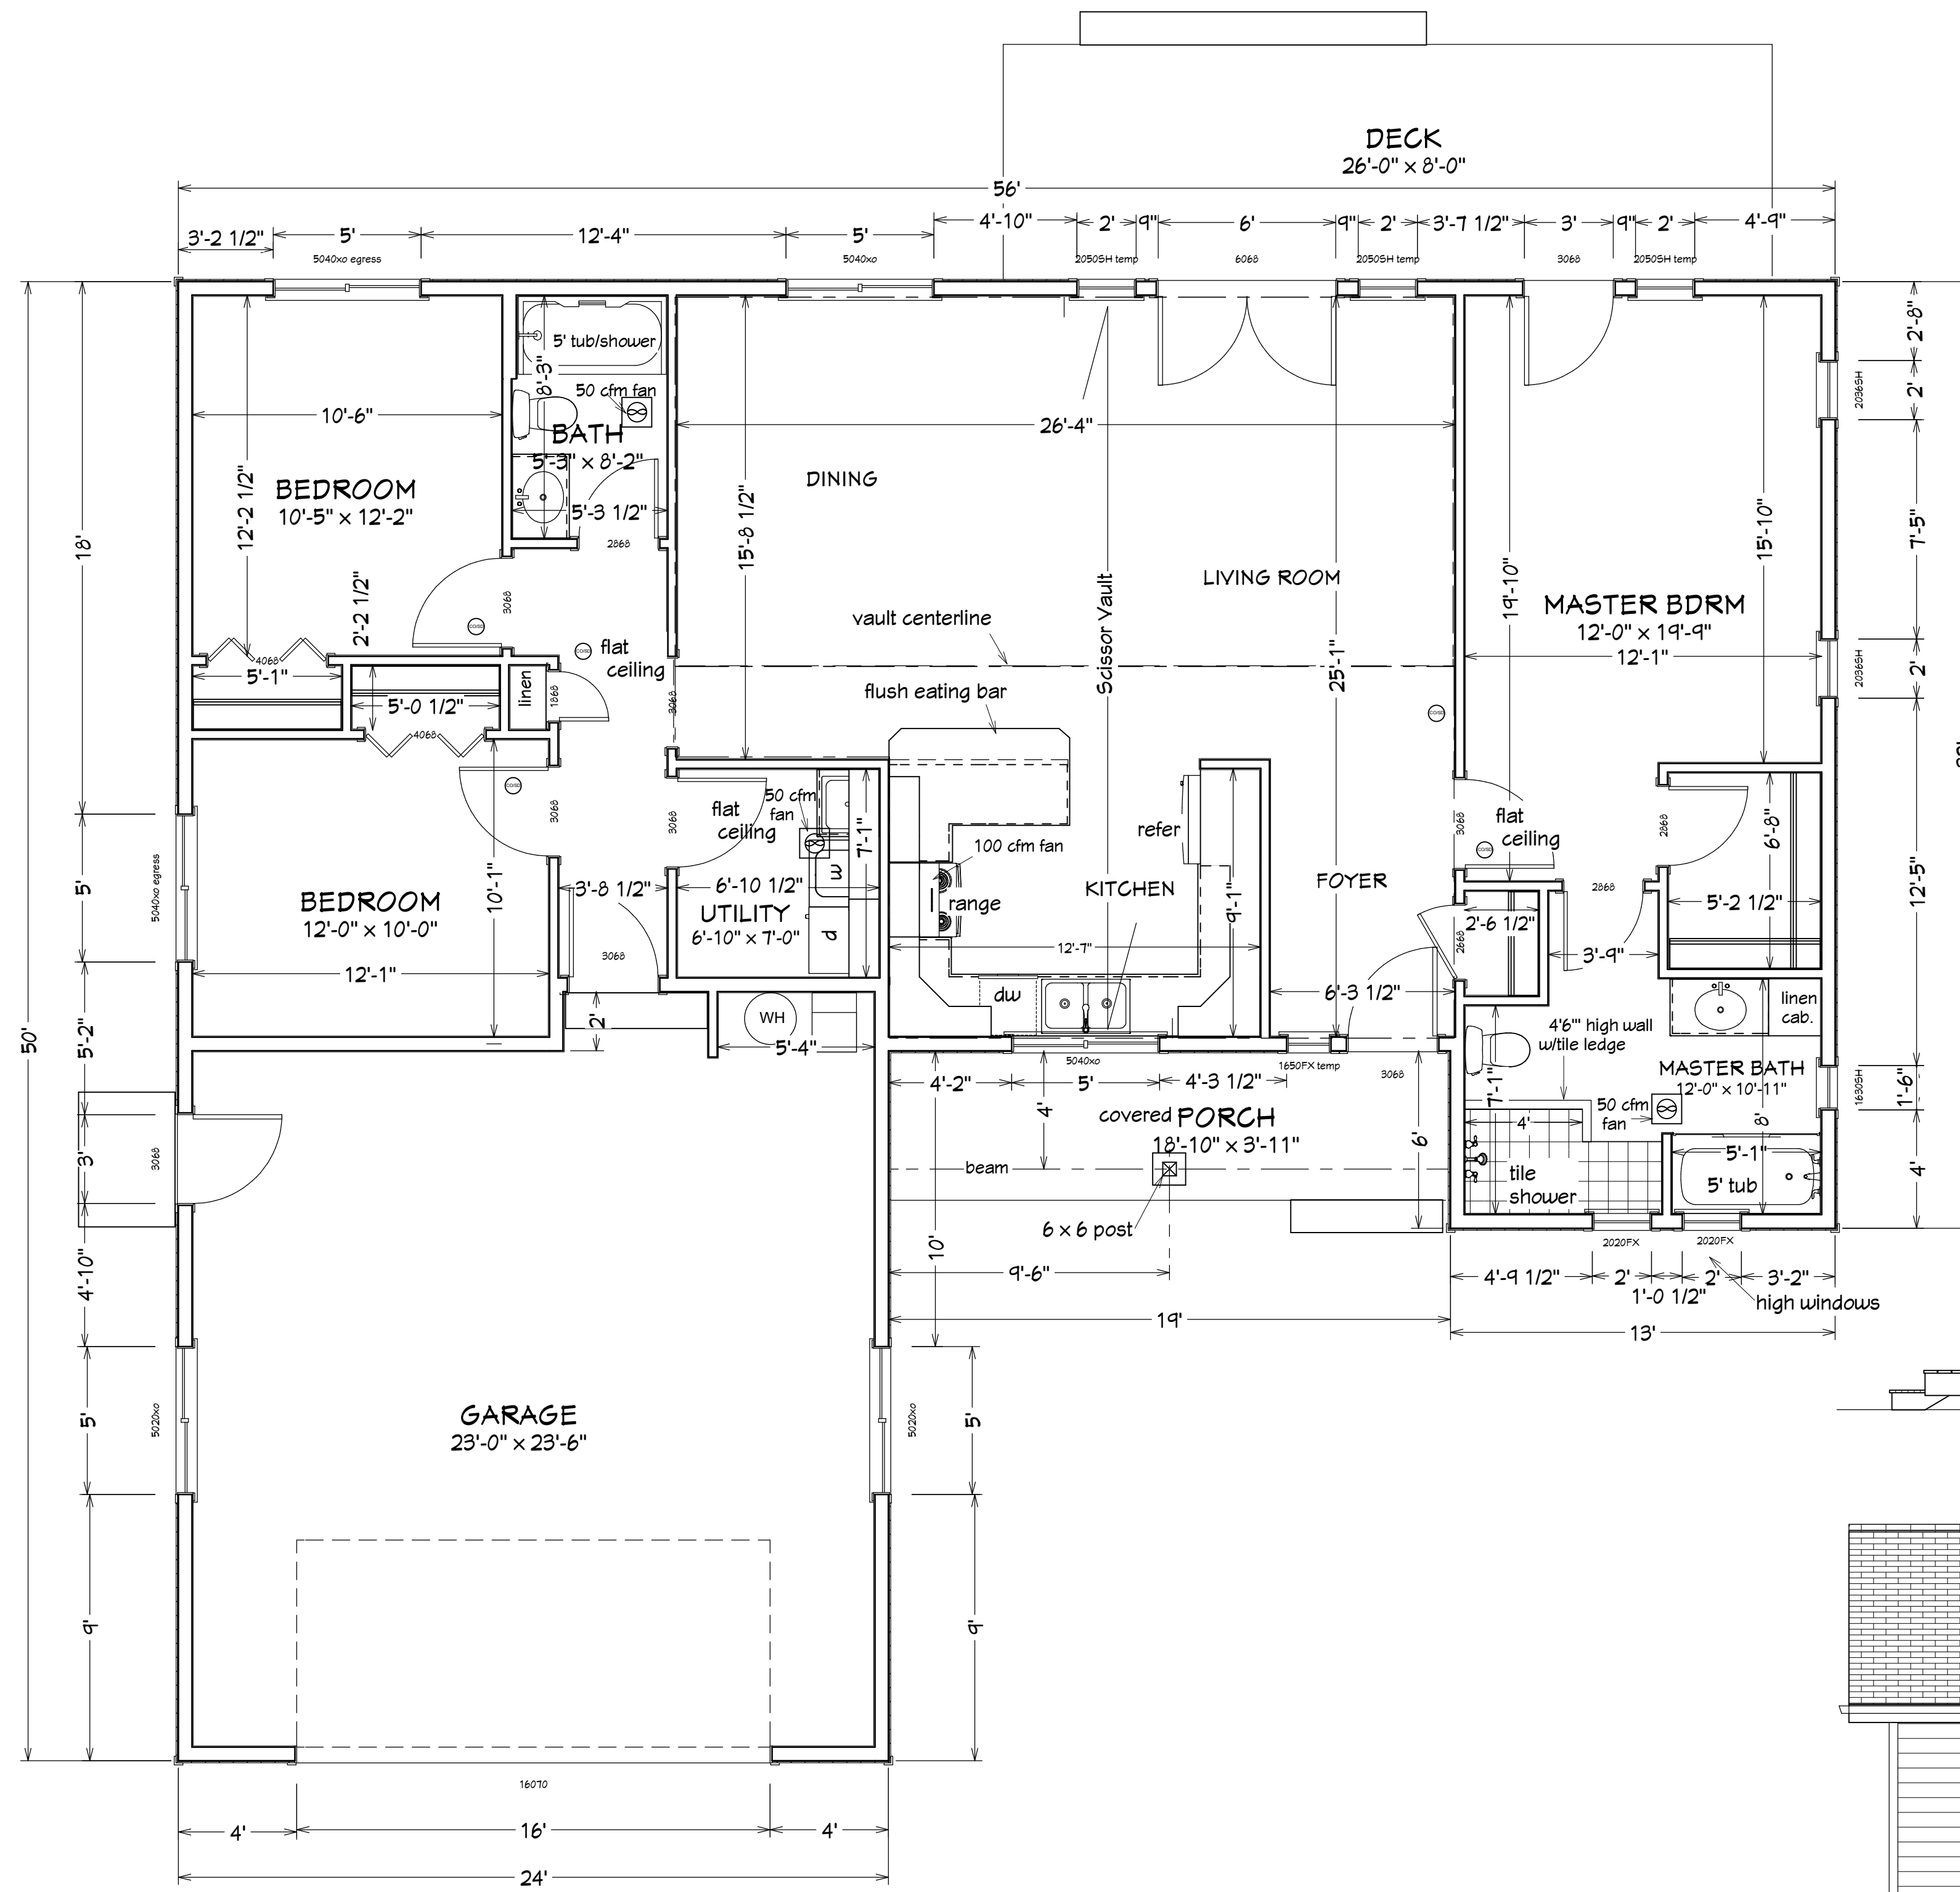 DECK
26'-0" x 8'-0"
56'
3'-2 1/2"
5'
12'-4"
5'
4'-10"
2'
9"
6'
9"
2'
3'-7 1/2"
3'
9"
2'
4'-9"
5040xo egress
5040xo
2050SH temp
6068
2050SH temp
3068
2050SH temp
5' tub/shower
8'-3"
50 cfm fan
BATH
5'-3" x 8'-2"
5'-3 1/2"
2868
10'-6"
12'-2 1/2"
BEDROOM
10'-5" x 12'-2"
2'-2 1/2"
3068
CO/SD
CO/SD
flat
ceiling
4068
5'-1"
5'-0 1/2"
4068
linen
1868
3068
26'-4"
DINING
15'-8 1/2"
LIVING ROOM
vault centerline
Scissor Vault
25'-1"
flush eating bar
CO/SD
19'-10"
15'-10"
MASTER BDRM
12'-0" x 19'-9"
12'-1"
2'-8"
2'
2036SH
7'-5"
2036SH
2'
12'-5"
18'
50'
5'
5040xo egress
5'-2"
3'
3068
4'-10"
5'
5020xo
9'
CO/SD
3068
BEDROOM
12'-0" x 10'-0"
10'-1"
12'-1"
3'-8 1/2"
3068
3068
flat
ceiling
50 cfm
fan
7'-1"
6'-10 1/2"
UTILITY
6'-10" x 7'-0"
w
d
100 cfm fan
range
refer
KITCHEN
12'-7"
9'-1"
dw
FOYER
6'-3 1/2"
3068
flat
ceiling
CO/SD
2868
2868
6'-8"
5'-2 1/2"
2'-6 1/2"
2668
3'-9"
linen
cab.
4'6"' high wall
w/tile ledge
MASTER BATH
12'-0" x 10'-11"
50 cfm
fan
7'-1"
8'
4'
5'-1"
tile
shower
5' tub
1630SH
1'-6"
4'
2'
WH
5'-4"
5040xo
1650FX temp
3068
4'-2"
5'
4'-3 1/2"
4'
covered PORCH
18'-10" x 3'-11"
6'
beam
6 x 6 post
10'
9'-6"
19'
2020FX
2020FX
4'-9 1/2"
2'
1'-0 1/2"
2'
3'-2"
high windows
13'
GARAGE
23'-0" x 23'-6"
5020xo
5'
9'
16070
4'
16'
4'
24'